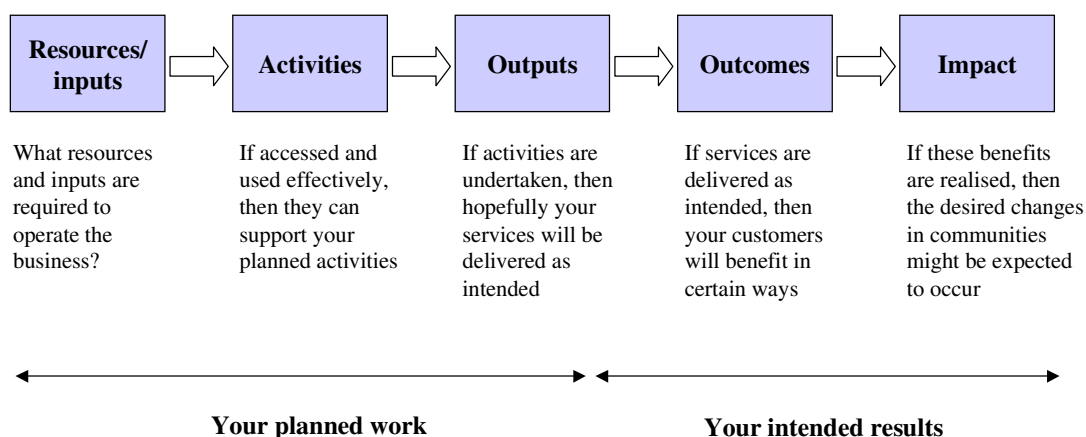 Resources/
inputs
Activities
Outputs
Outcomes
Impact
What resources
and inputs are
required to
operate the
business?
If accessed and
used effectively,
then they can
support your
planned activities
If activities are
undertaken, then
hopefully your
services will be
delivered as
intended
If services are
delivered as
intended, then
your customers
will benefit in
certain ways
If these benefits
are realised, then
the desired changes
in communities
might be expected
to occur
Your planned work
Your intended results